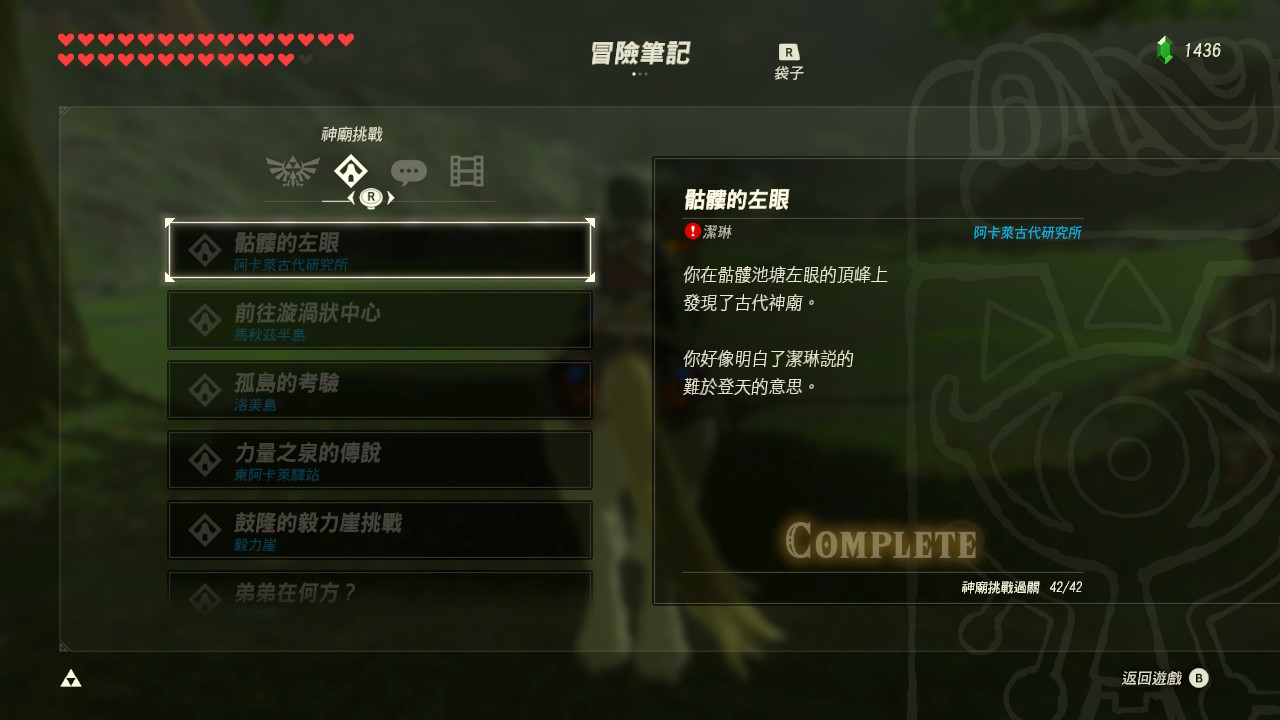 冒險筆記
R
袋子
1436
神廟挑戰
R
骷髏的左眼
阿卡萊古代研究所
前往漩渦狀中心
馬秋茲半島
孤島的考驗
洛美島
力量之泉的傳說
東阿卡萊驛站
鼓隆的毅力崖挑戰
毅力崖
弟弟在何方？
骷髏的左眼
潔琳
阿卡萊古代研究所
你在骷髏池塘左眼的頂峰上
發現了古代神廟。
你好像明白了潔琳説的
難於登天的意思。
COMPLETE
神廟挑戰過關 42/42
返回遊戲 B